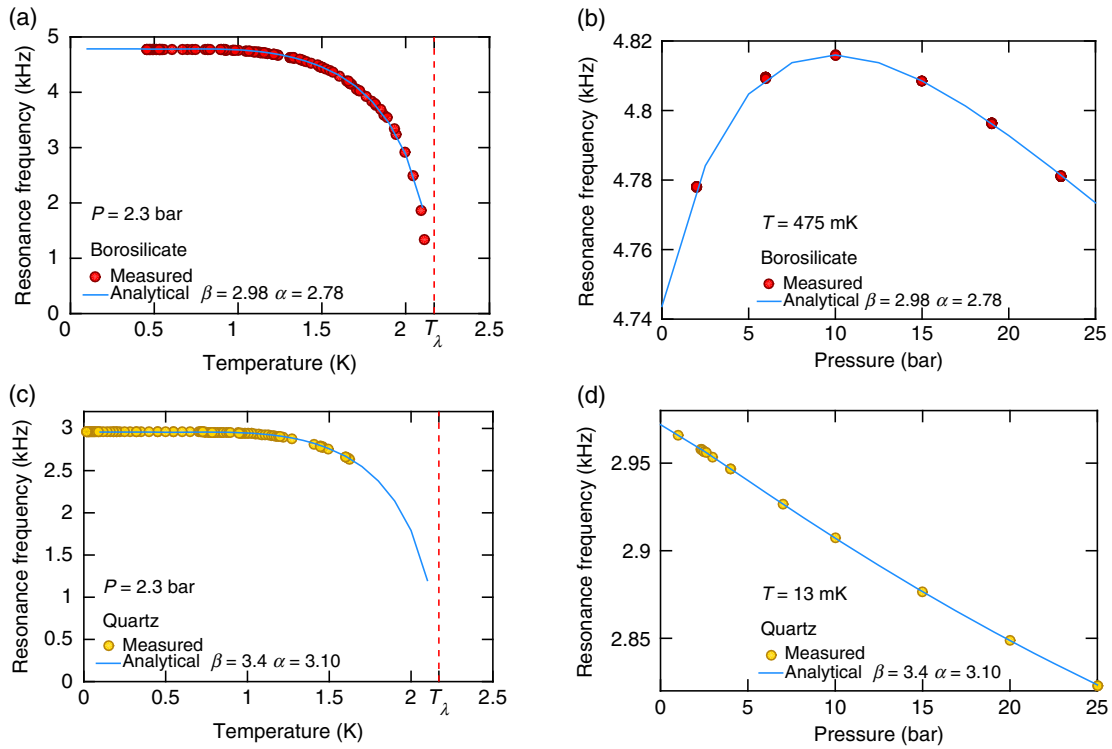 (a)
5
4
3
2
1
0
Resonance frequency (kHz)
P = 2.3 bar
Borosilicate
Measured
Analytical β = 2.98 α = 2.78
0
0.5
1
1.5
2
Tλ
2.5
Temperature (K)
(b)
4.82
4.8
4.78
4.76
4.74
Resonance frequency (kHz)
T = 475 mK
Borosilicate
Measured
Analytical β = 2.98 α = 2.78
0
5
10
15
20
25
Pressure (bar)
(c)
3
2.5
2
1.5
1
0.5
0
Resonance frequency (kHz)
P = 2.3 bar
Quartz
Measured
Analytical β = 3.4 α = 3.10
0
0.5
1
1.5
2
Tλ
2.5
Temperature (K)
(d)
2.95
2.9
2.85
Resonance frequency (kHz)
T = 13 mK
Quartz
Measured
Analytical β = 3.4 α = 3.10
0
5
10
15
20
25
Pressure (bar)